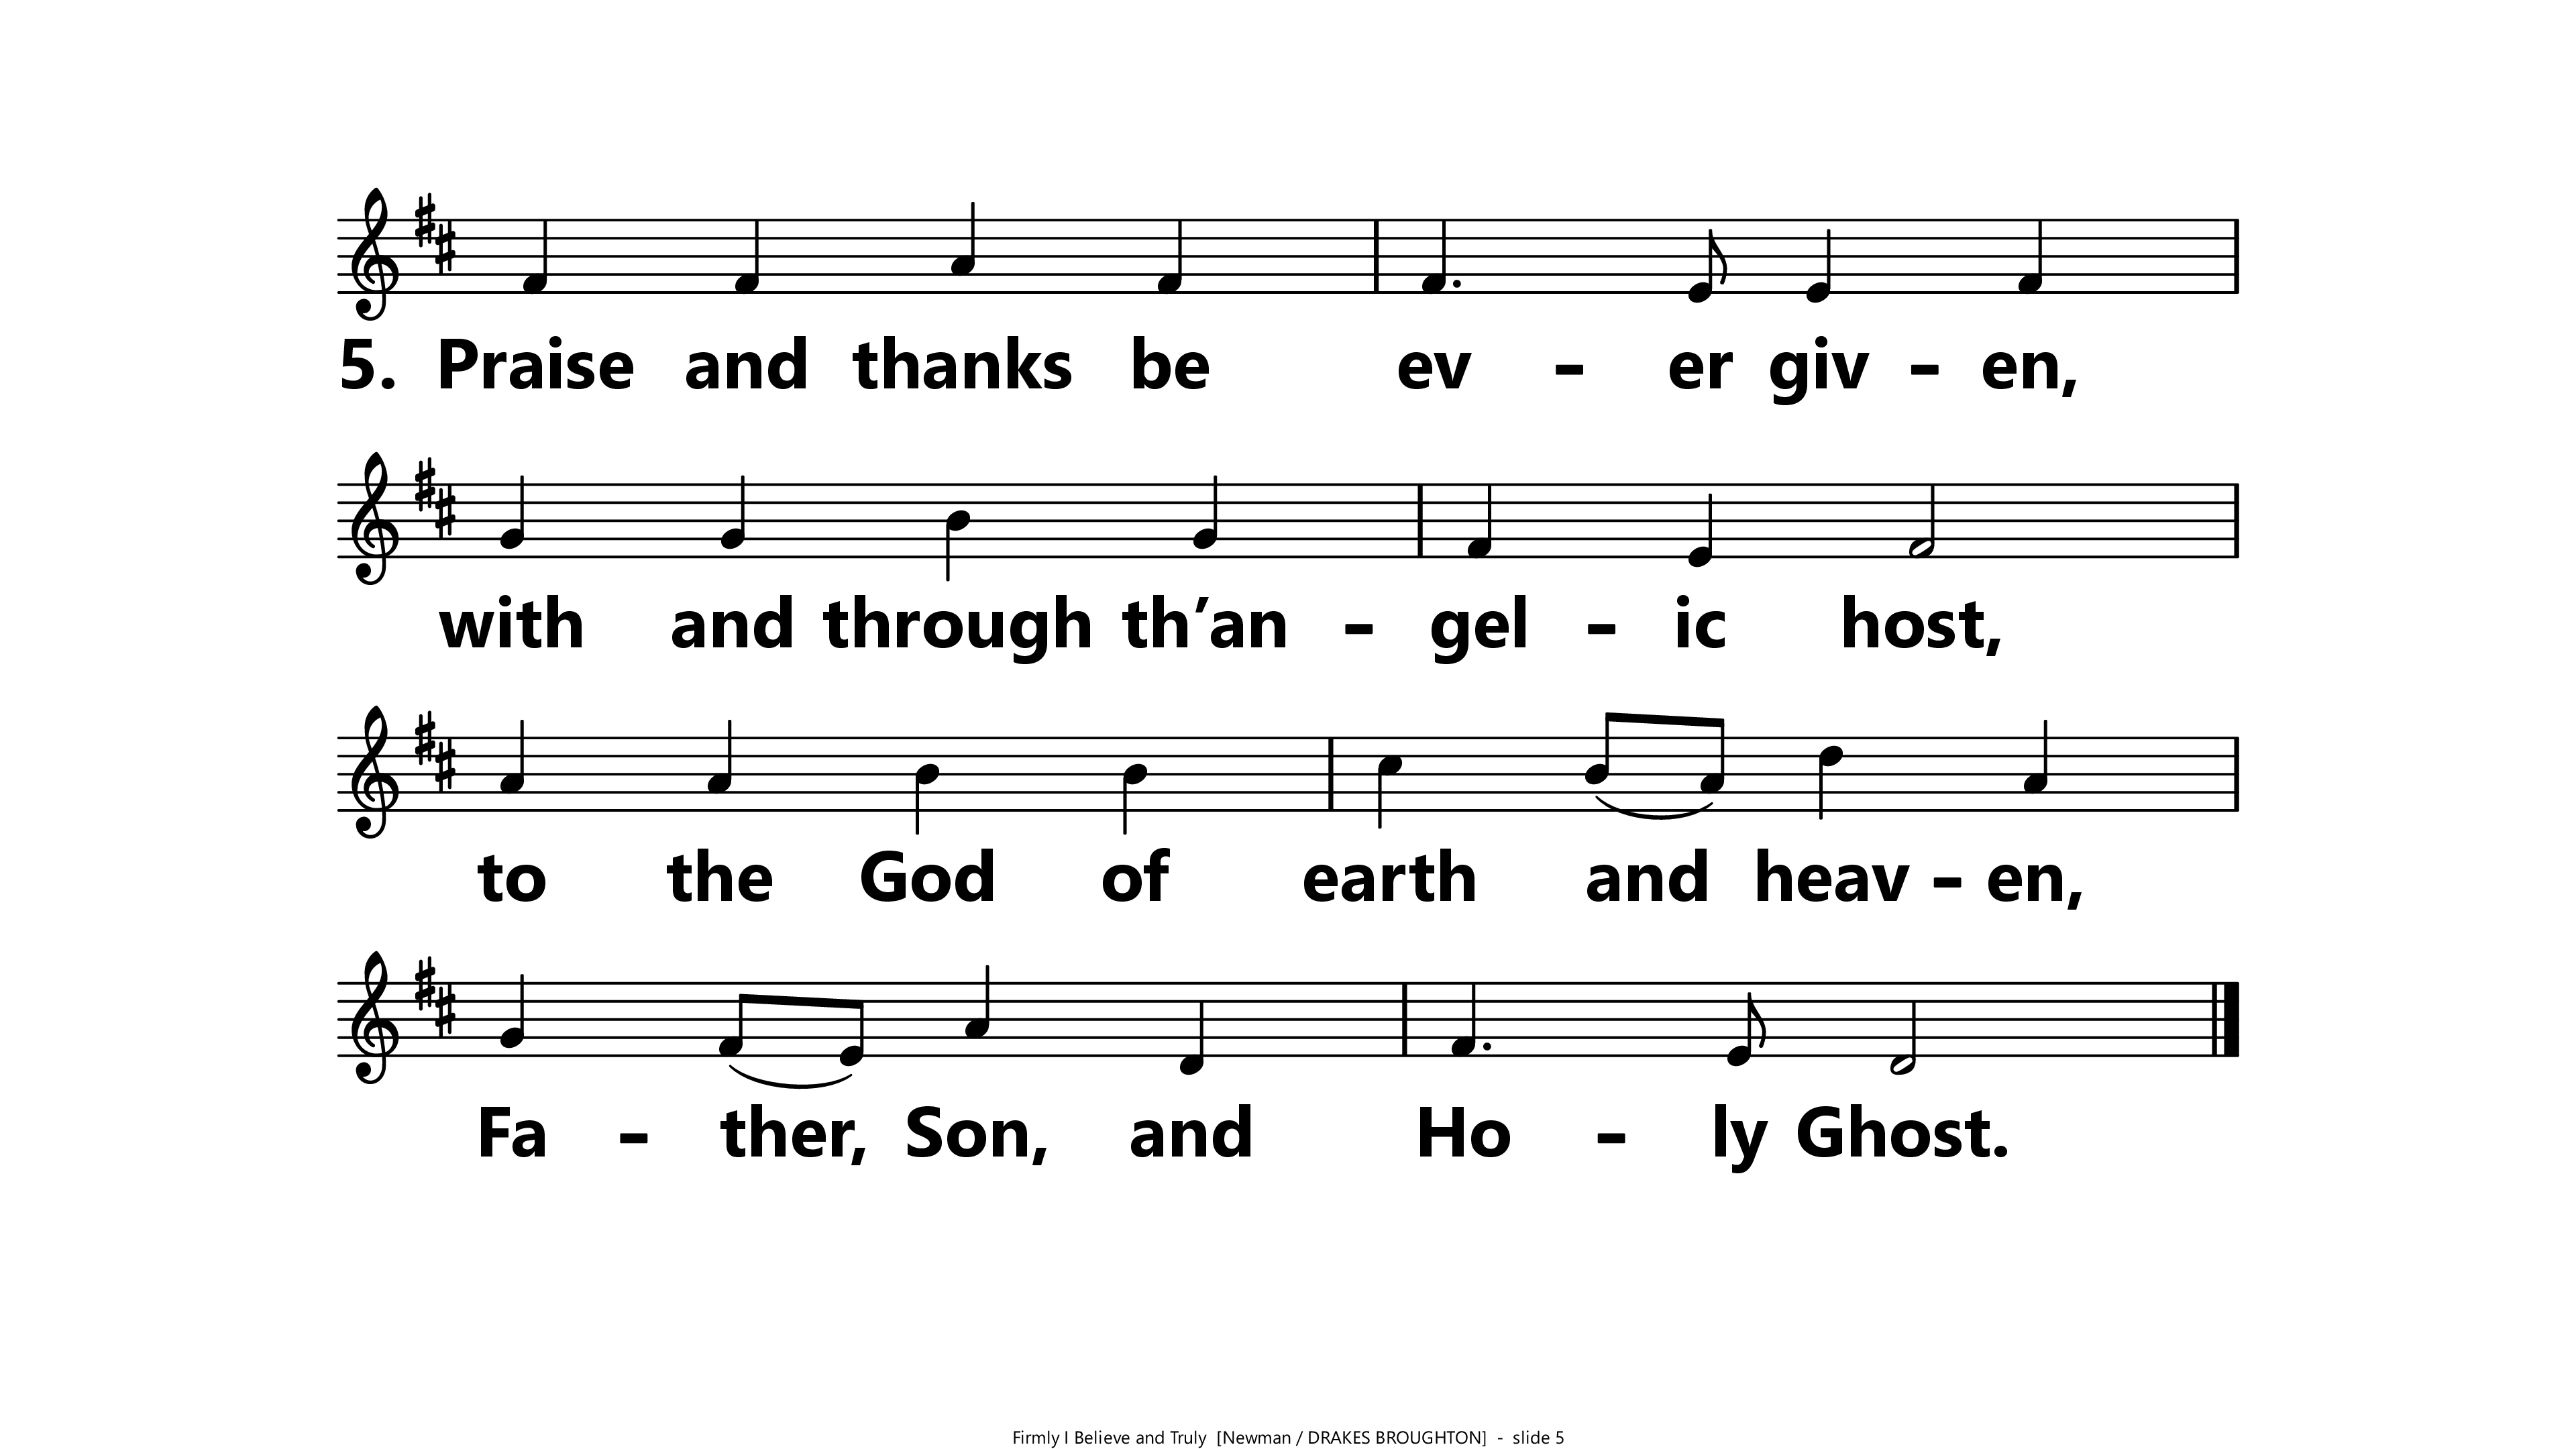 5. Praise and thanks be ev - er giv - en,
with and through th’an - gel - ic host,
to the God of earth and heav - en,
Fa - ther, Son, and Ho - ly Ghost.
Firmly I Believe and Truly [Newman / DRAKES BROUGHTON] - slide 5